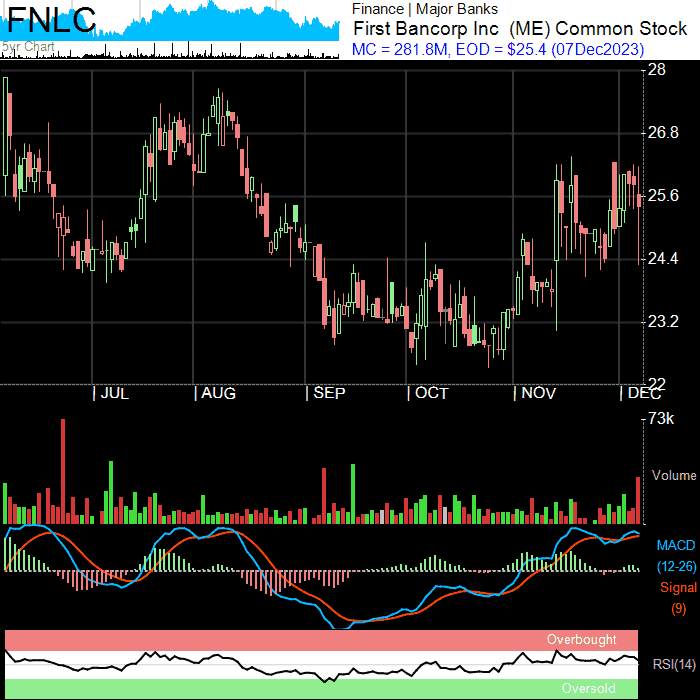 FNLC
5yr Chart
Finance | Major Banks
First Bancorp Inc (ME) Common Stock
MC = 281.8M, EOD = $25.4 (07Dec2023)
28
26.8
25.6
24.4
23.2
22
| JUL
| AUG
| SEP
| OCT
| NOV
| DEC
73k
Volume
MACD
(12-26)
Signal
(9)
Overbought
RSI(14)
Oversold